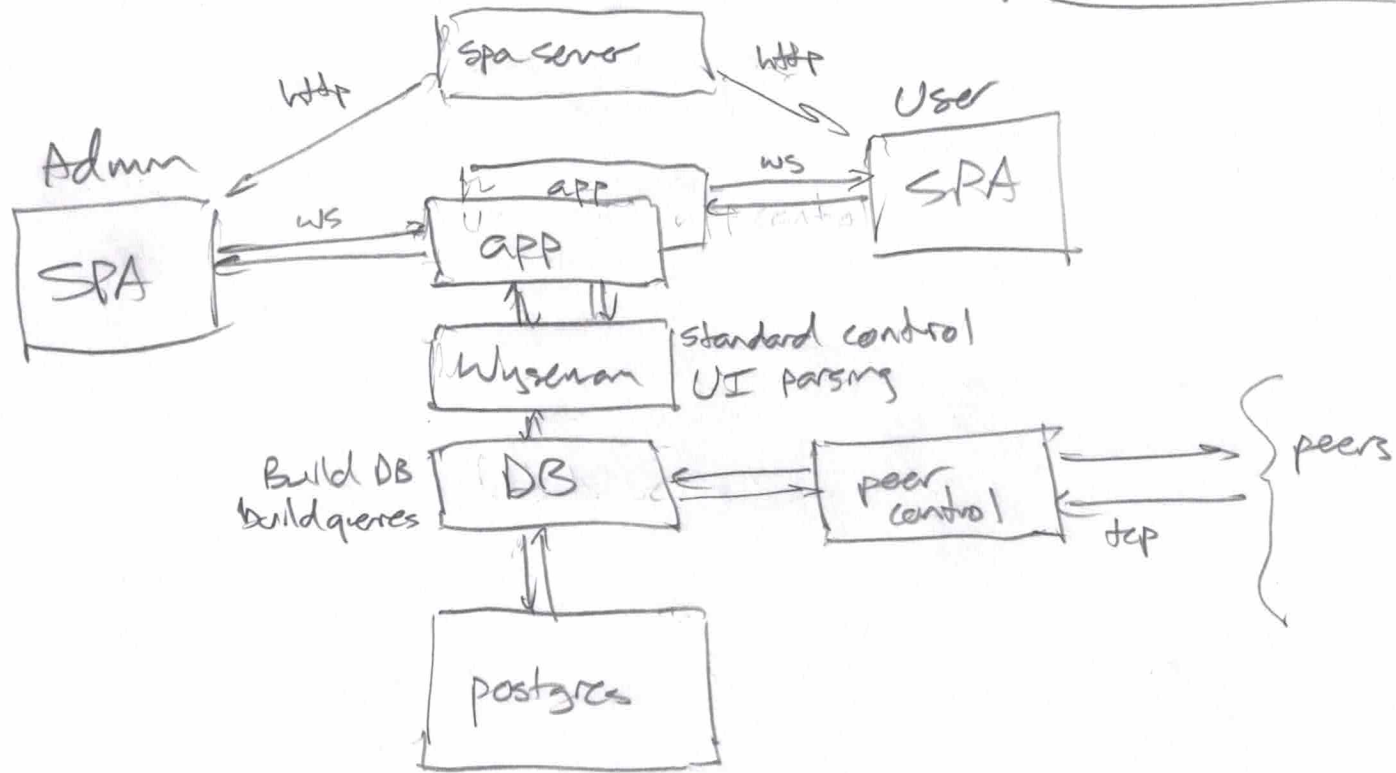 spa server
http
http
User
Admin
SPA
ws
app
ws
SPA
app
Wyseman
standard control
UI parsing
Build DB
build queries
DB
peer
control
peers
tcp
postgres